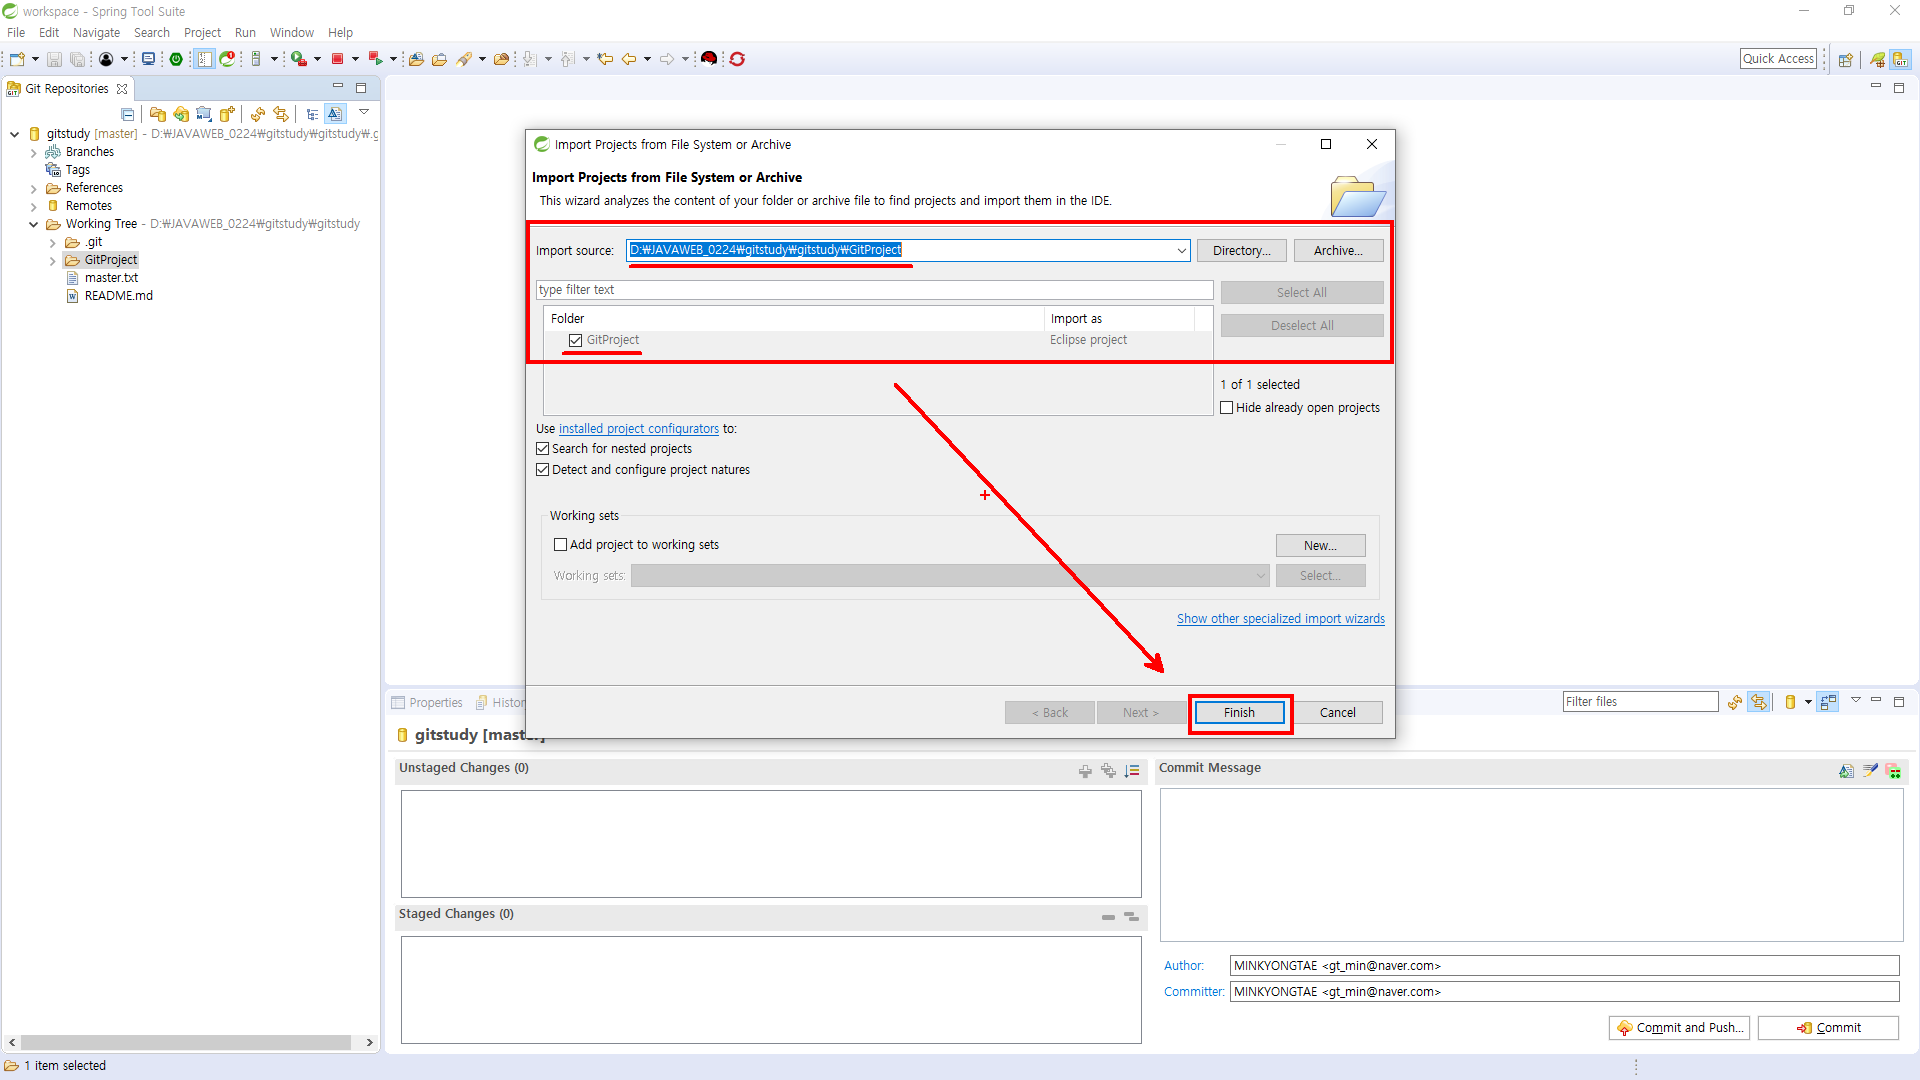 workspace - Spring Tool Suite
File Edit Navigate Search Project Run Window Help
Quick Access
Git Repositories
gitstudy [master] - D:₩JAVAWEB_0224₩gitstudy₩gitstudy₩.g
Branches
Tags
References
Remotes
Working Tree - D:₩JAVAWEB_0224₩gitstudy₩gitstudy
.git
GitProject
master.txt
README.md
Import Projects from File System or Archive
Import Projects from File System or Archive
This wizard analyzes the content of your folder or archive file to find projects and import them in the IDE.
Import source: D:₩JAVAWEB_0224₩gitstudy₩gitstudy₩GitProject Directory... Archive...
type filter text
Select All
Folder Import as
Deselect All
GitProject Eclipse project
1 of 1 selected
Hide already open projects
Use installed project configurators to:
Search for nested projects
Detect and configure project natures
Working sets
Add project to working sets New...
Working sets: Select...
Show other specialized import wizards
< Back Next > Finish Cancel
Properties Histor
Filter files
gitstudy [master]
Unstaged Changes (0)
Commit Message
Staged Changes (0)
Author: MINKYONGTAE <gt_min@naver.com>
Committer: MINKYONGTAE <gt_min@naver.com>
Commit and Push... Commit
1 item selected